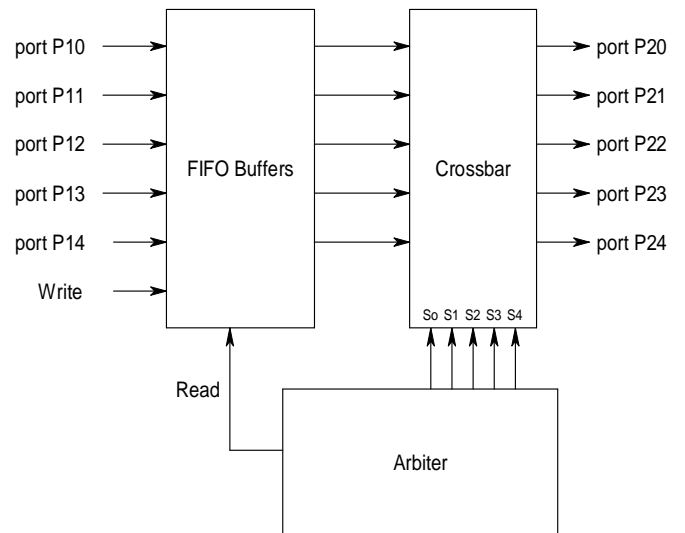 port P10
port P11
port P12
port P13
port P14
Write
FIFO Buffers
Crossbar
port P20
port P21
port P22
port P23
port P24
So S1 S2 S3 S4
Read
Arbiter